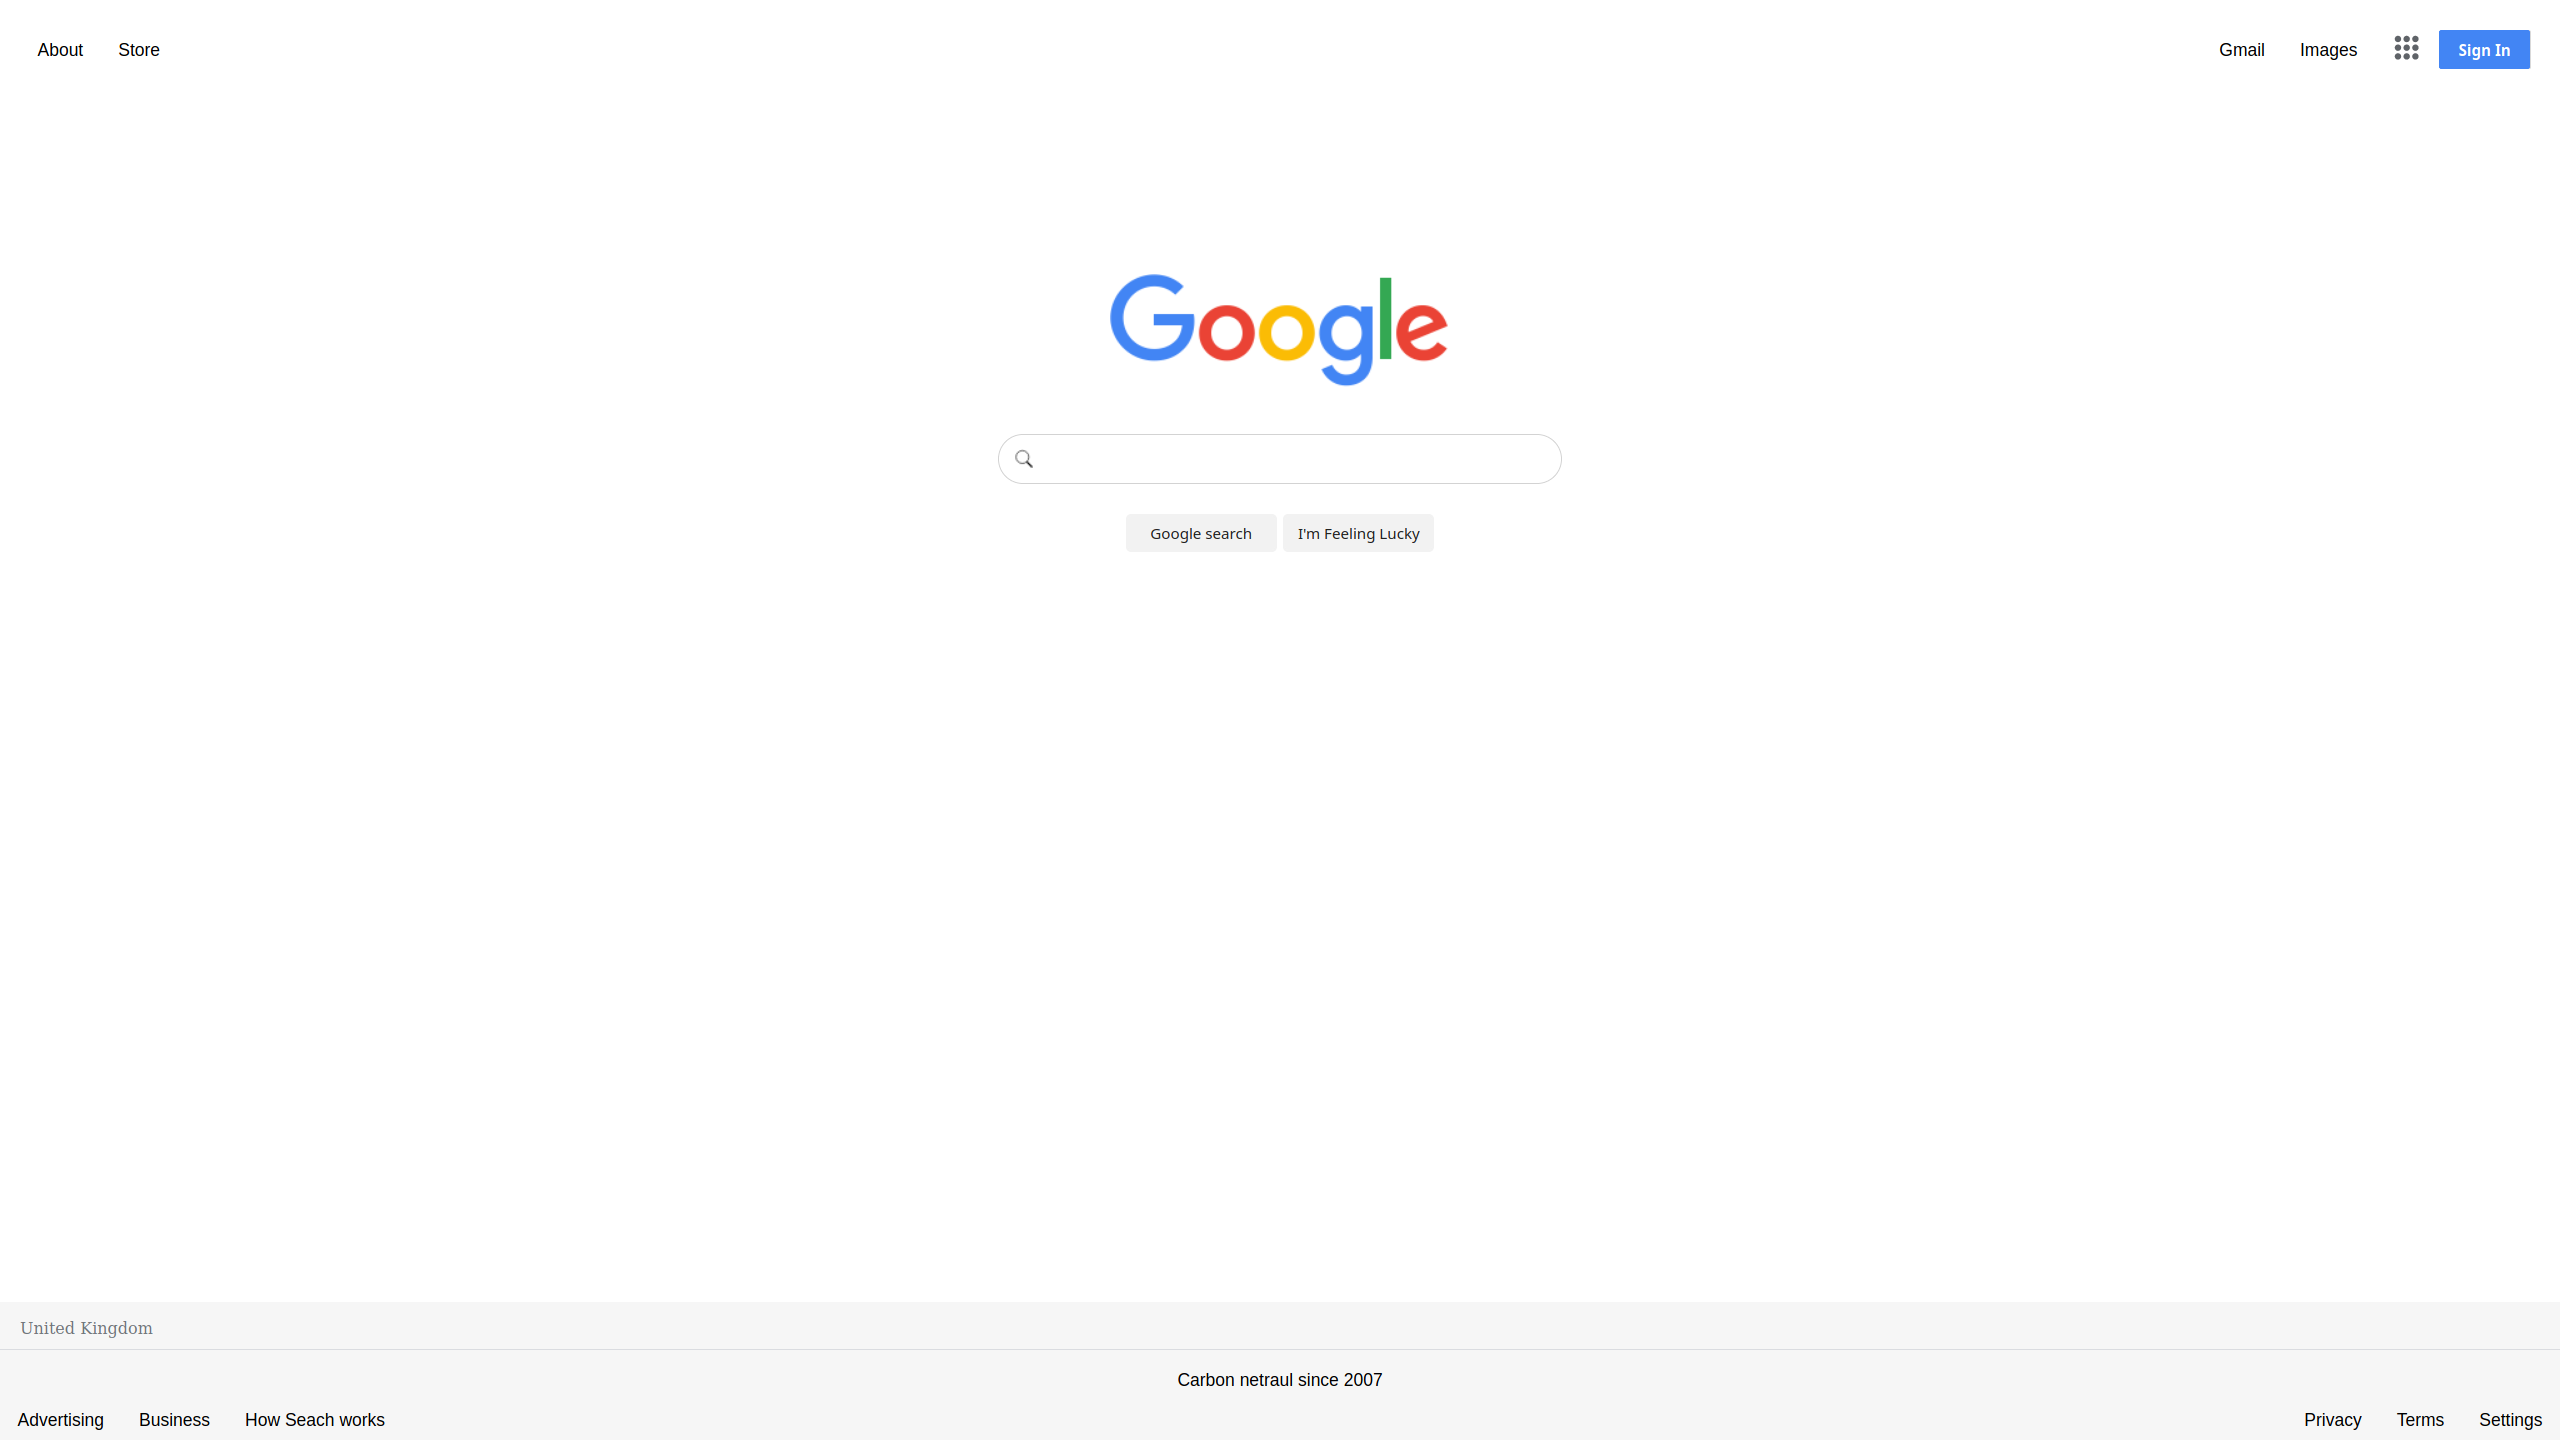 About Store Gmail Images Sign In
Google
Google search I'm Feeling Lucky
United Kingdom
Carbon netraul since 2007
Advertising Business How Seach works Privacy Terms Settings